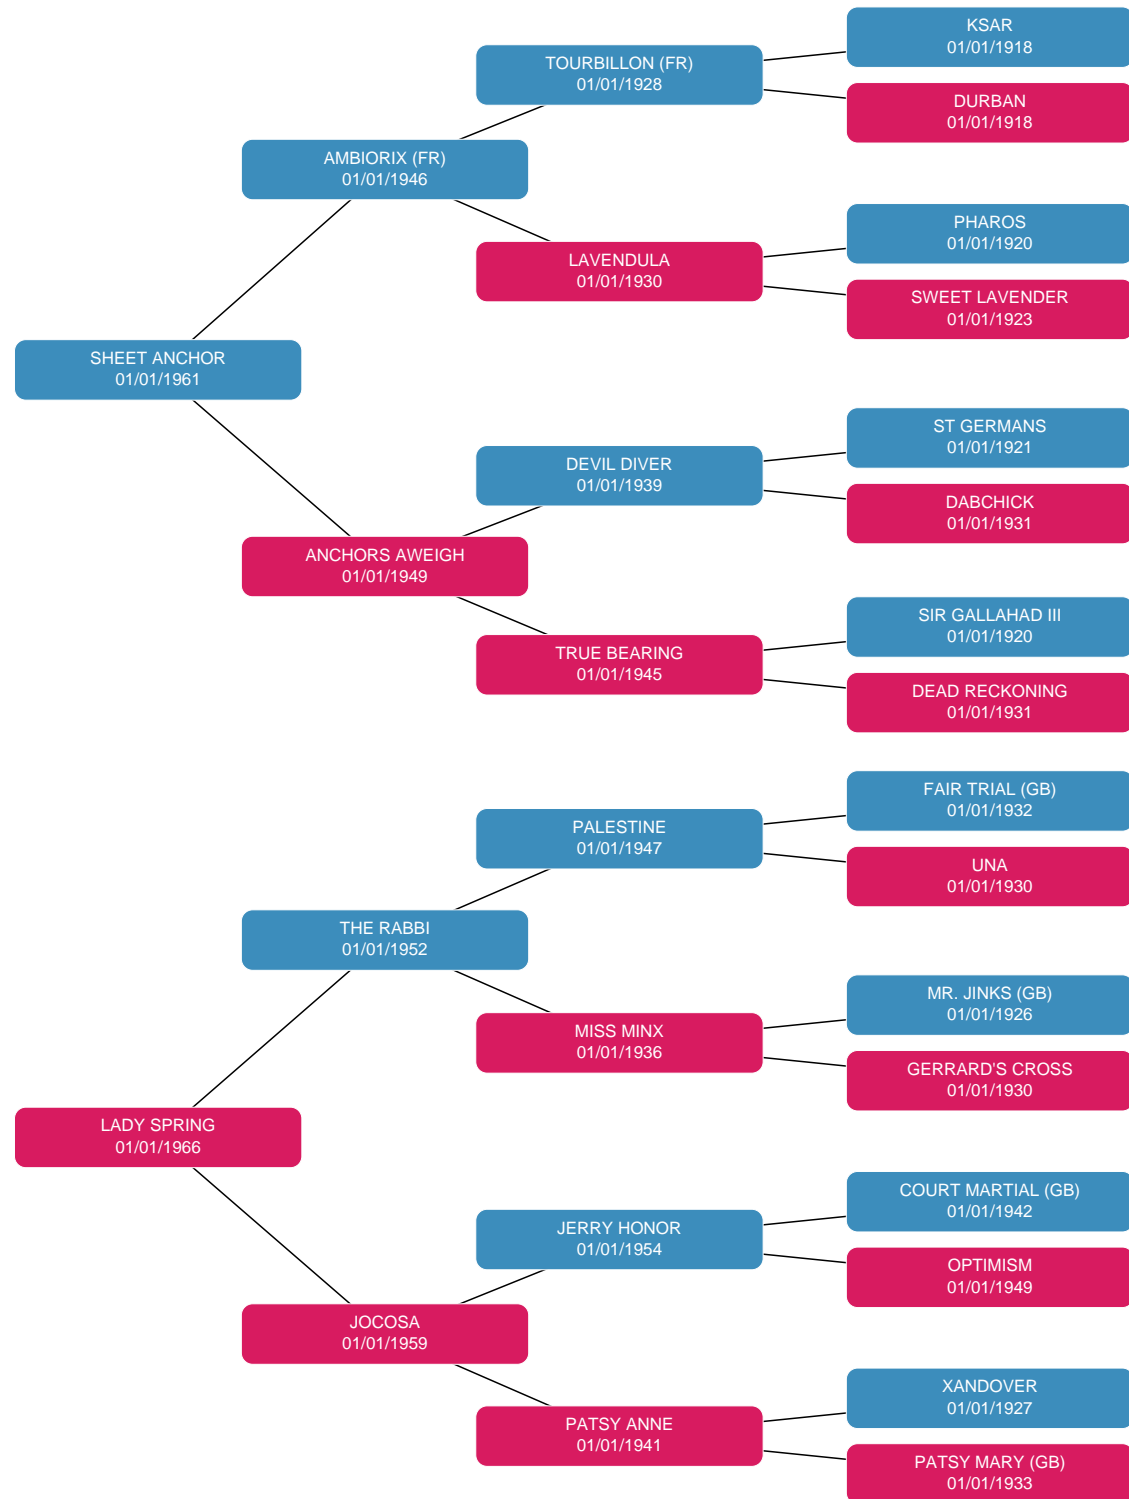 KSAR
01/01/1918
TOURBILLON (FR)
01/01/1928
DURBAN
01/01/1918
AMBIORIX (FR)
01/01/1946
PHAROS
01/01/1920
LAVENDULA
01/01/1930
SWEET LAVENDER
01/01/1923
SHEET ANCHOR
01/01/1961
ST GERMANS
01/01/1921
DEVIL DIVER
01/01/1939
DABCHICK
01/01/1931
ANCHORS AWEIGH
01/01/1949
SIR GALLAHAD III
01/01/1920
TRUE BEARING
01/01/1945
DEAD RECKONING
01/01/1931
FAIR TRIAL (GB)
01/01/1932
PALESTINE
01/01/1947
UNA
01/01/1930
THE RABBI
01/01/1952
MR. JINKS (GB)
01/01/1926
MISS MINX
01/01/1936
GERRARD'S CROSS
01/01/1930
LADY SPRING
01/01/1966
COURT MARTIAL (GB)
01/01/1942
JERRY HONOR
01/01/1954
OPTIMISM
01/01/1949
JOCOSA
01/01/1959
XANDOVER
01/01/1927
PATSY ANNE
01/01/1941
PATSY MARY (GB)
01/01/1933